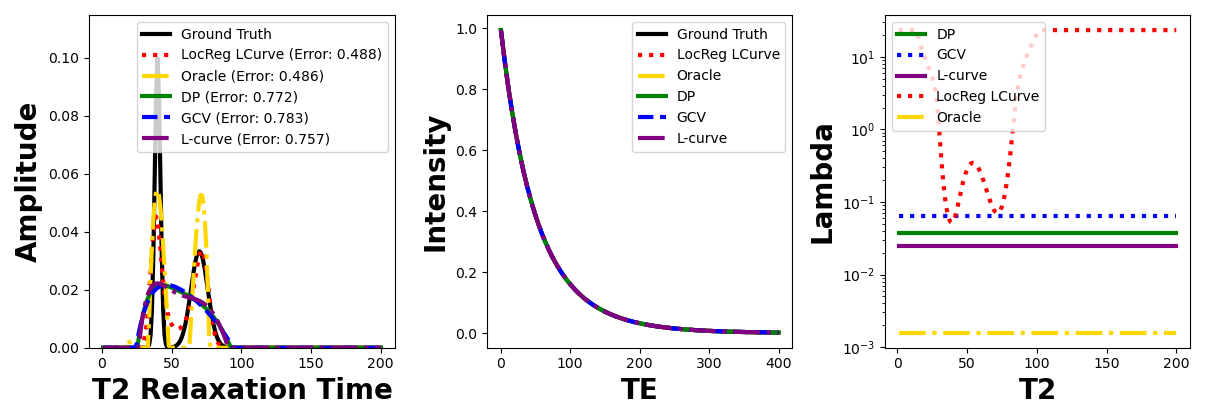 Amplitude
0.10
0.08
0.06
0.04
0.02
0.00
0
50
100
150
200
T2 Relaxation Time
Ground Truth
LocReg LCurve (Error: 0.488)
Oracle (Error: 0.486)
DP (Error: 0.772)
GCV (Error: 0.783)
L-curve (Error: 0.757)
Intensity
1.0
0.8
0.6
0.4
0.2
0.0
0
100
200
300
400
TE
Ground Truth
LocReg LCurve
Oracle
DP
GCV
L-curve
Lambda
10¹
10⁰
10⁻¹
10⁻²
10⁻³
0
50
100
150
200
T2
DP
GCV
L-curve
LocReg LCurve
Oracle